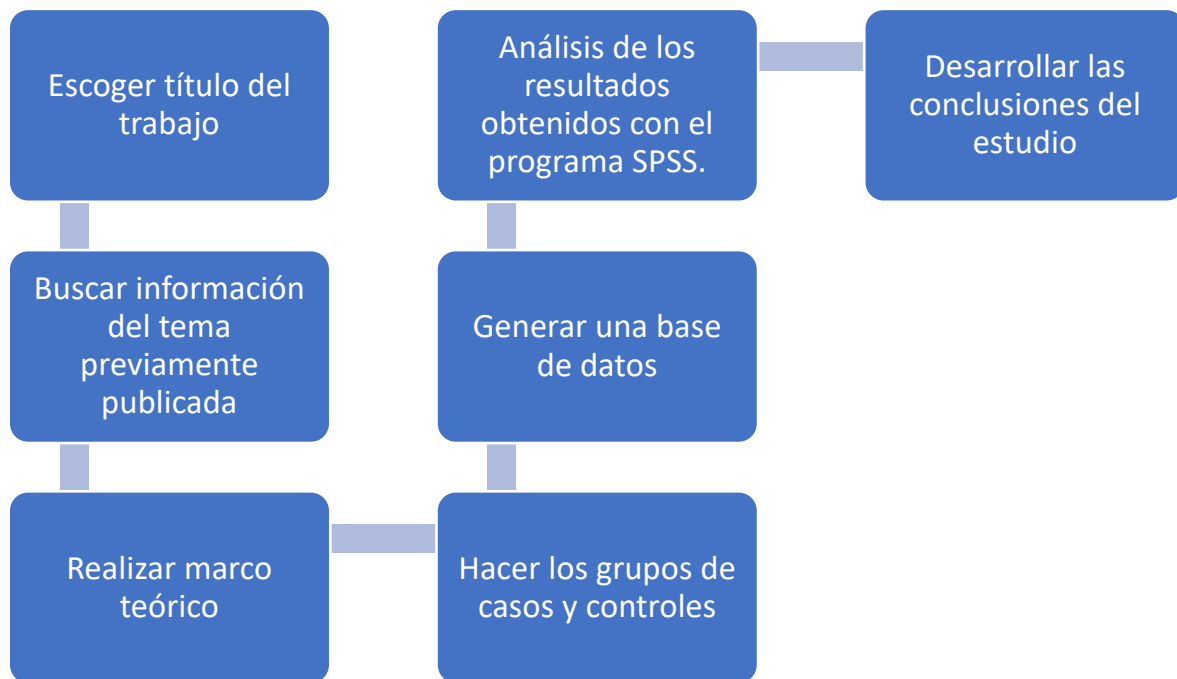 Escoger título del
trabajo
Buscar información
del tema
previamente
publicada
Realizar marco
teórico
Hacer los grupos de
casos y controles
Generar una base
de datos
Análisis de los
resultados
obtenidos con el
programa SPSS.
Desarrollar las
conclusiones del
estudio